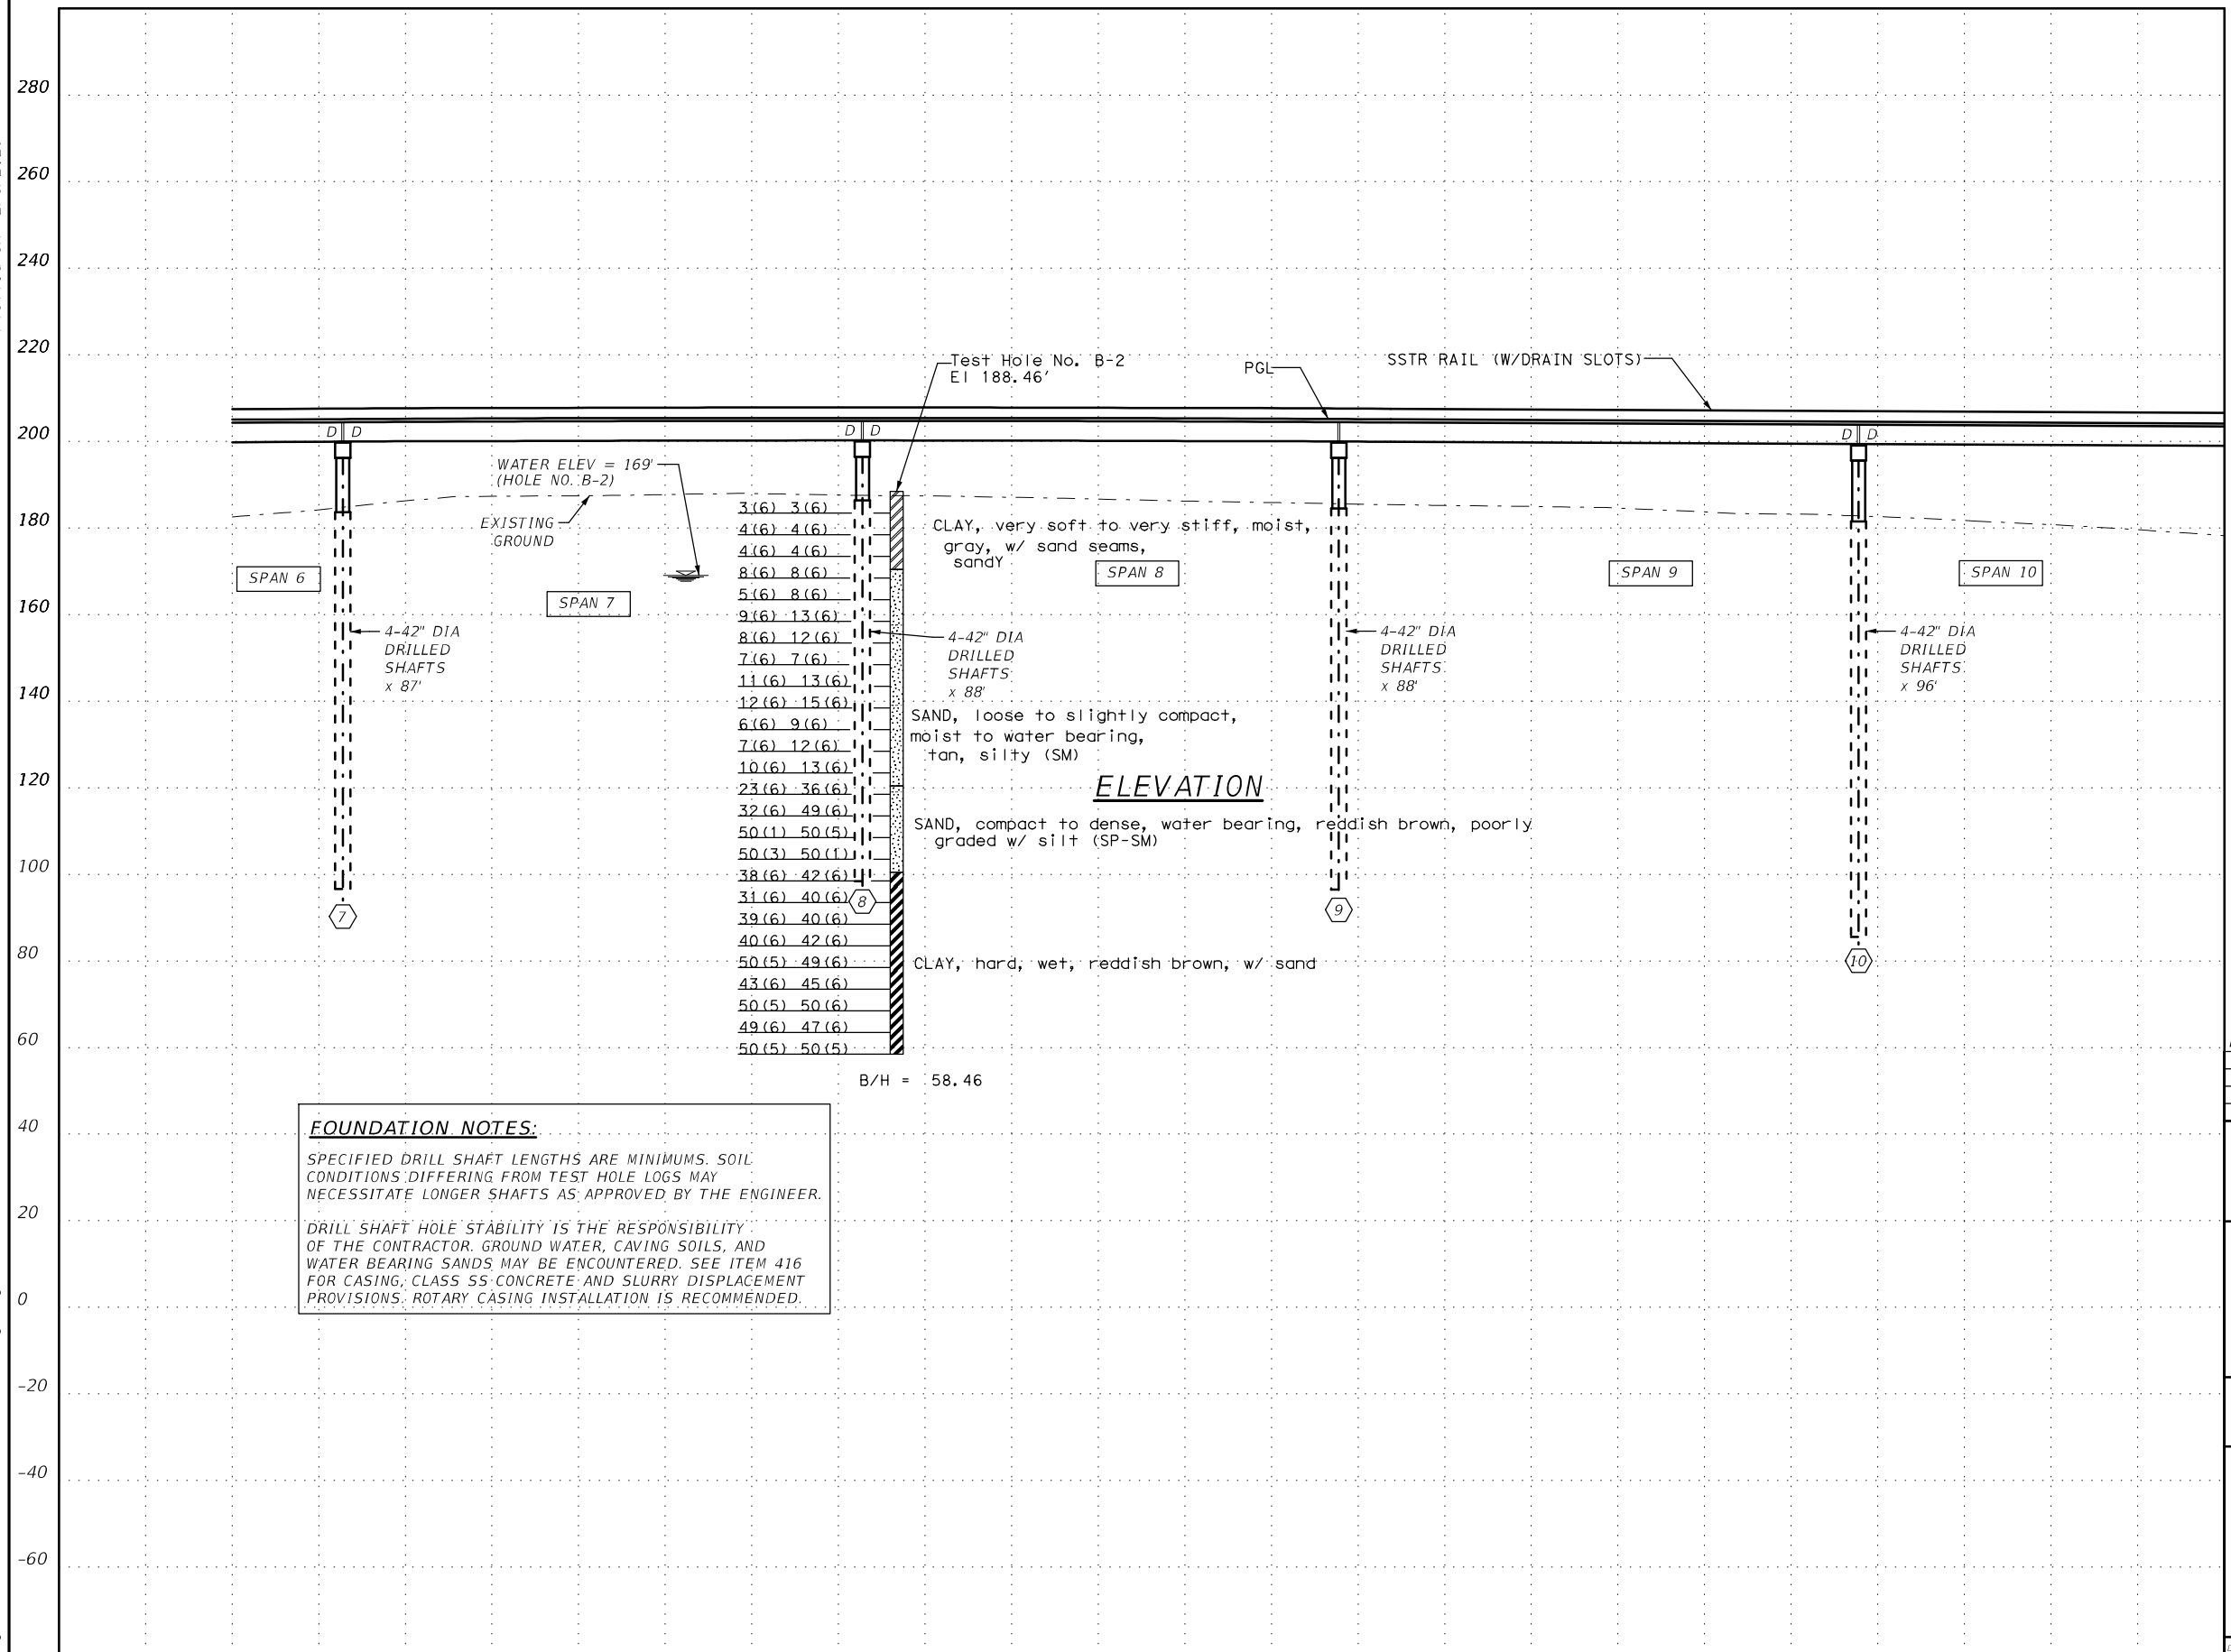 280
260
240
220
200
180
160
140
120
100
80
60
40
20
0
-20
-40
-60
Test Hole No. B-2
El 188.46'
PGL
SSTR RAIL (W/DRAIN SLOTS)
D D
D D
D D
WATER ELEV = 169'
(HOLE NO. B-2)
EXISTING
GROUND
SPAN 6
SPAN 7
SPAN 8
SPAN 9
SPAN 10
3(6) 3(6)
4(6) 4(6)
4(6) 4(6)
8(6) 8(6)
5(6) 8(6)
9(6) 13(6)
8(6) 12(6)
7(6) 7(6)
11(6) 13(6)
12(6) 15(6)
6(6) 9(6)
7(6) 12(6)
10(6) 13(6)
23(6) 36(6)
32(6) 49(6)
50(1) 50(5)
50(3) 50(1)
38(6) 42(6)
31(6) 40(6)
39(6) 40(6)
40(6) 42(6)
50(5) 49(6)
43(6) 45(6)
50(5) 50(6)
49(6) 47(6)
50(5) 50(5)
CLAY, very soft to very stiff, moist,
gray, w/ sand seams,
sandY
4-42" DIA
DRILLED
SHAFTS
x 87'
4-42" DIA
DRILLED
SHAFTS
x 88'
4-42" DIA
DRILLED
SHAFTS
x 88'
4-42" DIA
DRILLED
SHAFTS
x 96'
SAND, loose to slightly compact,
moist to water bearing,
tan, silty (SM)
ELEVATION
SAND, compact to dense, water bearing, reddish brown, poorly
graded w/ silt (SP-SM)
7
8
9
10
CLAY, hard, wet, reddish brown, w/ sand
B/H = 58.46
FOUNDATION NOTES:
SPECIFIED DRILL SHAFT LENGTHS ARE MINIMUMS. SOIL
CONDITIONS DIFFERING FROM TEST HOLE LOGS MAY
NECESSITATE LONGER SHAFTS AS APPROVED BY THE ENGINEER.
DRILL SHAFT HOLE STABILITY IS THE RESPONSIBILITY
OF THE CONTRACTOR. GROUND WATER, CAVING SOILS, AND
WATER BEARING SANDS MAY BE ENCOUNTERED. SEE ITEM 416
FOR CASING, CLASS SS CONCRETE AND SLURRY DISPLACEMENT
PROVISIONS. ROTARY CASING INSTALLATION IS RECOMMENDED.